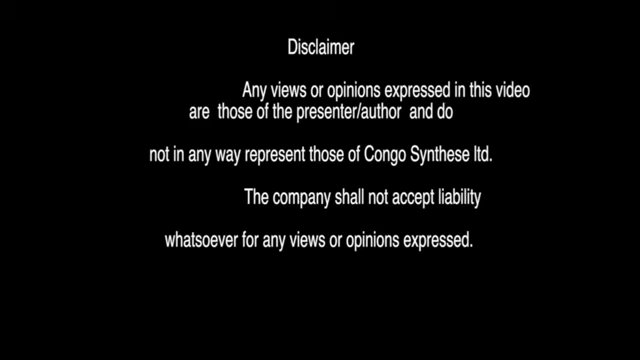 Disclaimer
Any views or opinions expressed in this video
are those of the presenter/author and do
not in any way represent those of Congo Synthese ltd.
The company shall not accept liability
whatsoever for any views or opinions expressed.